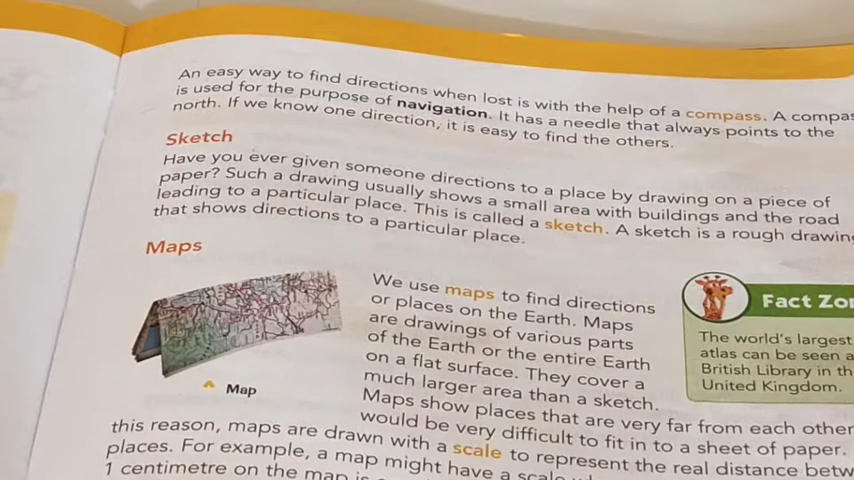 An easy way to find directions when lost is with the help of a compass. A
is used for the purpose of navigation. It has a needle that always points to the
north. If we know one direction, it is easy to find the others.
Sketch
Have you ever given someone directions to a place by drawing on a piece of
paper? Such a drawing usually shows a small area with buildings and the road
leading to a particular place. This is called a sketch. A sketch is a rough
that shows directions to a particular place.
Maps
We use maps to find directions
or places on the Earth. Maps
are drawings of various parts
of the Earth or the entire Earth
on a flat surface. They cover a
much larger area than a sketch.
Maps show places that are very far from each other
would be very difficult to fit in to a sheet of paper.
Map
Fact
The world's largest
atlas can be seen
British Library in
United Kingdom.
this reason, maps are drawn with a scale to represent the real distance
places. For example, a map might have a
1 centimetre on the map